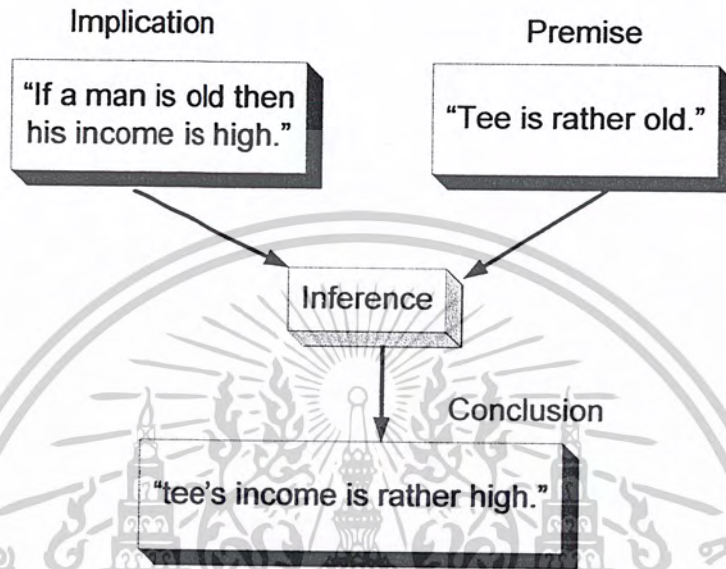 Implication
Premise
“If a man is old then
his income is high.”
“Tee is rather old.”
Inference
Conclusion
“tee’s income is rather high.”